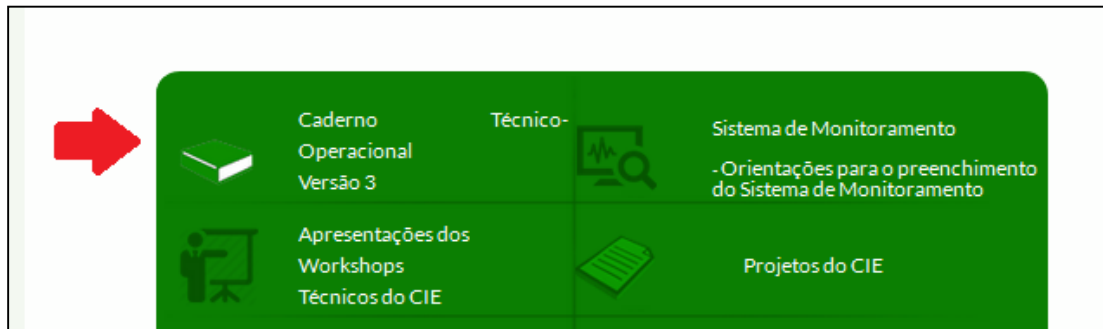 Caderno Técnico-
Operacional
Versão 3
Sistema de Monitoramento
- Orientações para o preenchimento
do Sistema de Monitoramento
Apresentações dos
Workshops
Técnicos do CIE
Projetos do CIE